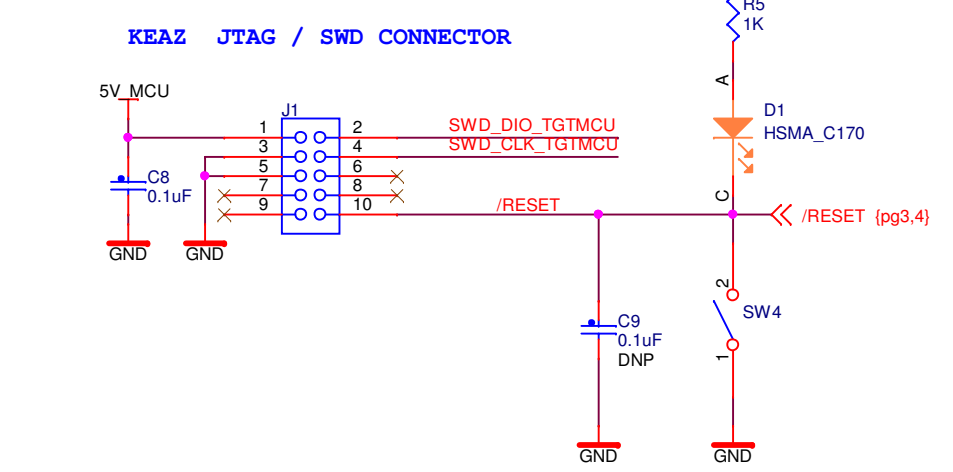 R5
1K
KEAZ JTAG / SWD CONNECTOR
5V_MCU
J1
A
D1
HSMA_C170
1
2
SWD_DIO_TGTMCU
3
4
SWD_CLK_TGTMCU
5
6
7
8
9
10
C8
0.1uF
/RESET
C
/RESET {pg3,4}
GND
GND
2
SW4
1
C9
0.1uF
DNP
GND
GND